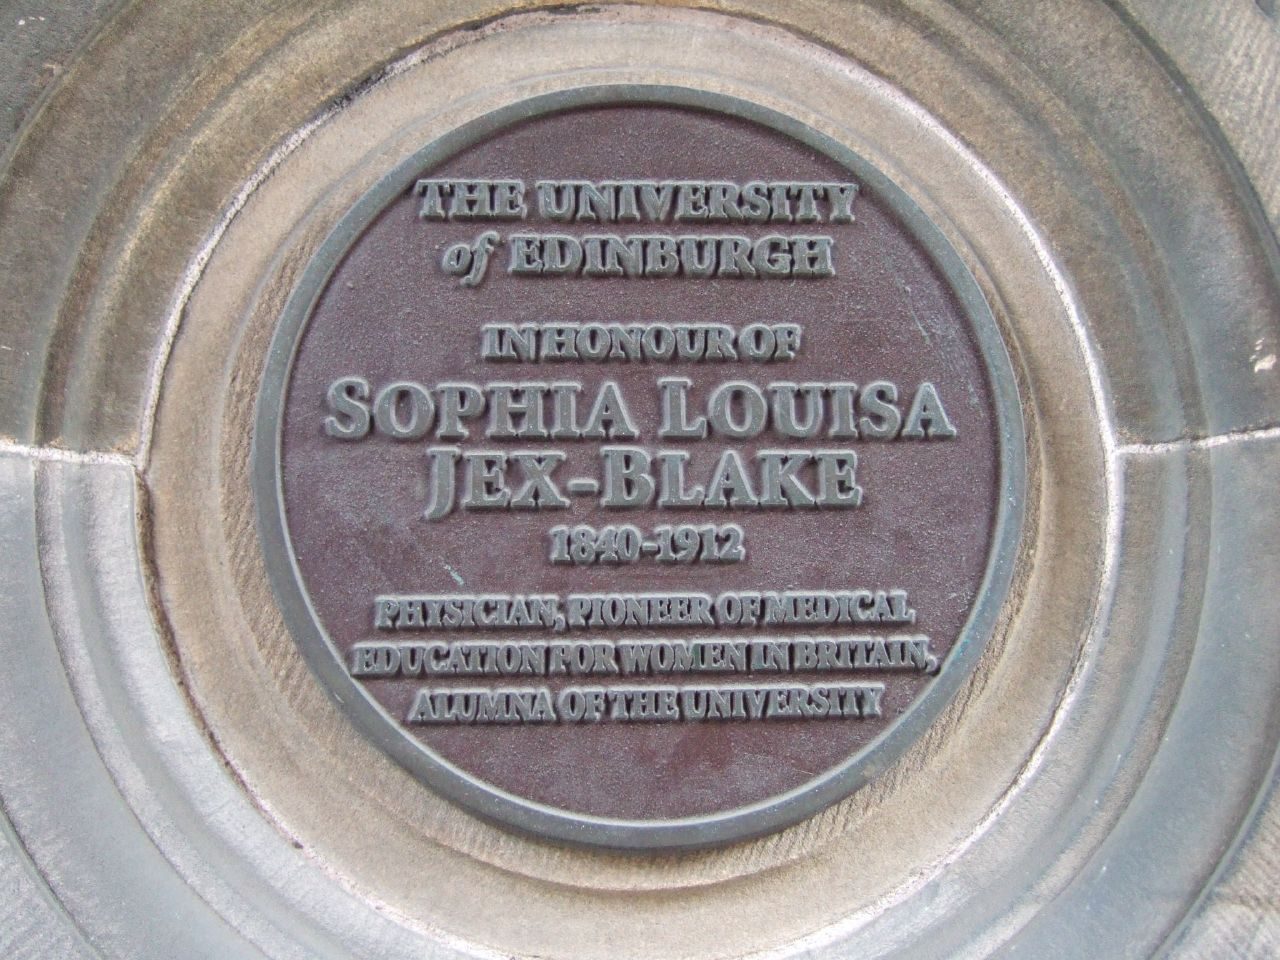 THE UNIVERSITY
of EDINBURGH
IN HONOUR OF
SOPHIA LOUISA
JEX-BLAKE
1840-1912
PHYSICIAN, PIONEER OF MEDICAL
EDUCATION FOR WOMEN IN BRITAIN,
ALUMNA OF THE UNIVERSITY